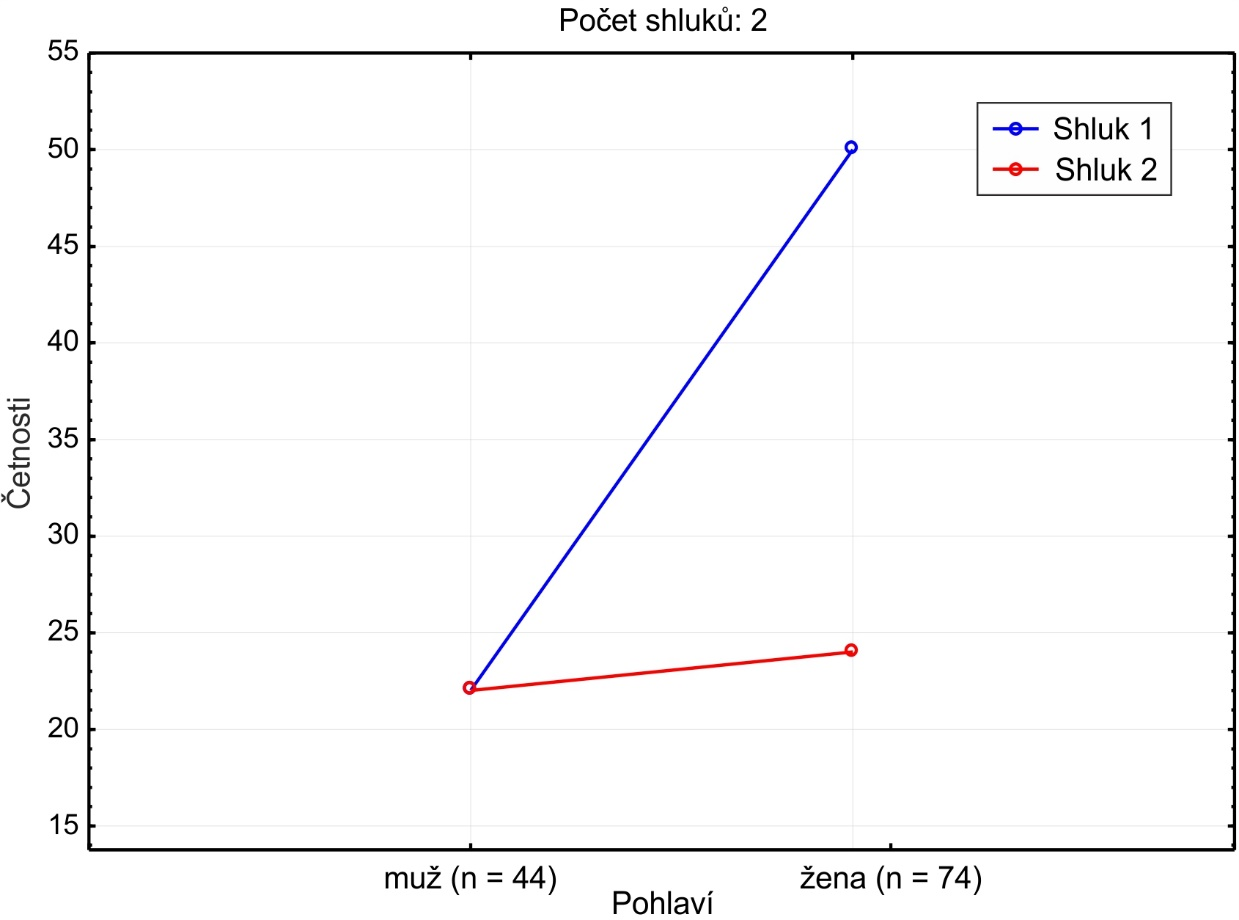 Počet shluků: 2
55
50
45
40
35
30
25
20
15
Četnosti
Shluk 1
Shluk 2
muž (n = 44)
žena (n = 74)
Pohlaví